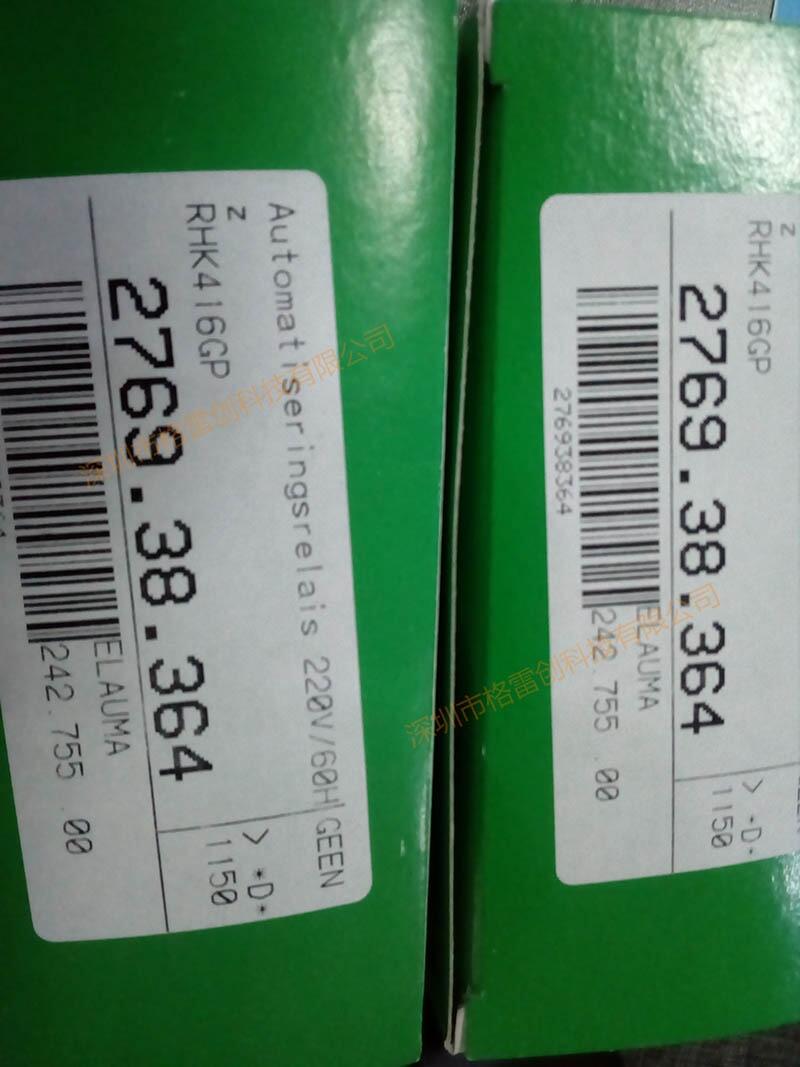 Automatiseringsrelais 220V/60H GEEN
z
RHK416GP
> *D*
1150
2769.38.364
ELAUMA
242.755 .00
深圳市格雷创科技有限公司
z
RHK416GP
> *D*
1150
2769.38.364
ELAUMA
242.755 .00
276938364
深圳市格雷创科技有限公司